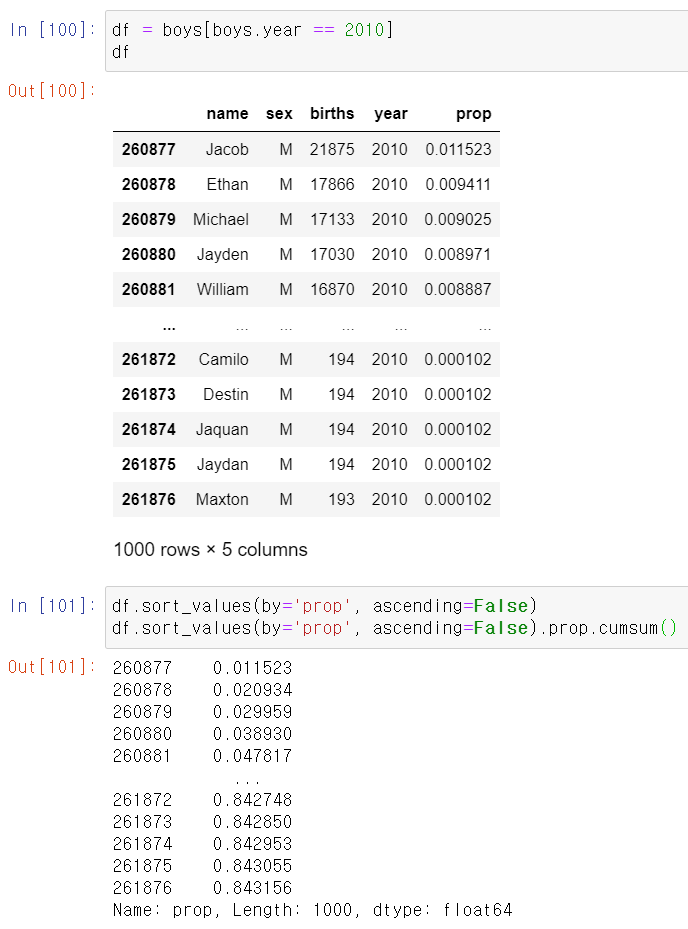 In [100]: df = boys[boys.year == 2010]
df
Out[100]:
name sex births year prop
260877 Jacob M 21875 2010 0.011523
260878 Ethan M 17866 2010 0.009411
260879 Michael M 17133 2010 0.009025
260880 Jayden M 17030 2010 0.008971
260881 William M 16870 2010 0.008887
... ... ... ... ... ...
261872 Camilo M 194 2010 0.000102
261873 Destin M 194 2010 0.000102
261874 Jaquan M 194 2010 0.000102
261875 Jaydan M 194 2010 0.000102
261876 Maxton M 193 2010 0.000102
1000 rows × 5 columns
In [101]: df.sort_values(by='prop', ascending=False)
df.sort_values(by='prop', ascending=False).prop.cumsum()
Out[101]: 260877 0.011523
260878 0.020934
260879 0.029959
260880 0.038930
260881 0.047817
...
261872 0.842748
261873 0.842850
261874 0.842953
261875 0.843055
261876 0.843156
Name: prop, Length: 1000, dtype: float64